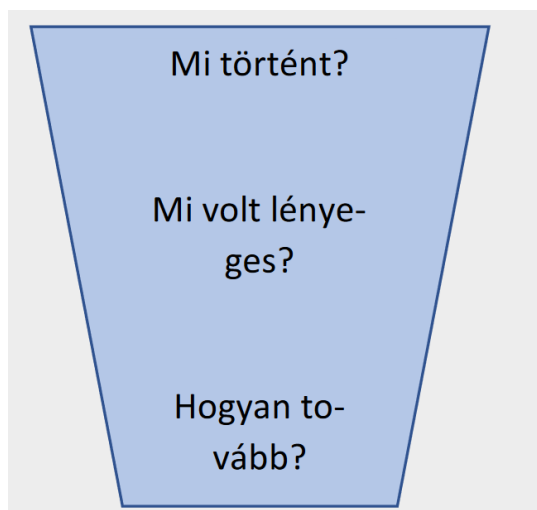 Mi történt?
Mi volt lénye-
ges?
Hogyan to-
vább?